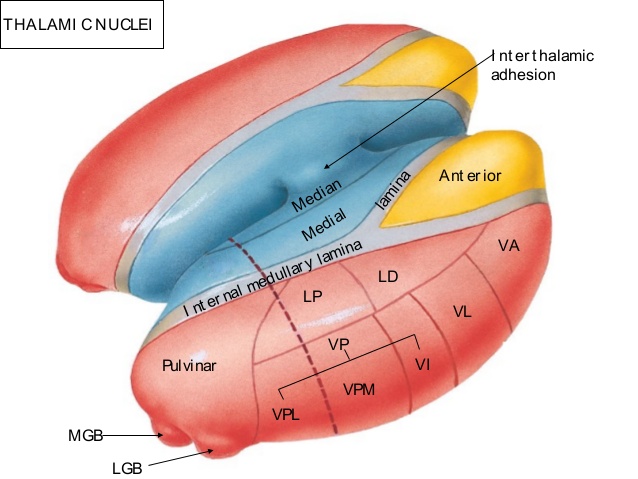 THALAMIC NUCLEI
Interthalamic
adhesion
Anterior
lamina
Median
Medial
Internal medullary lamina
VA
LD
LP
VL
VP
VI
Pulvinar
VPM
VPL
MGB
LGB